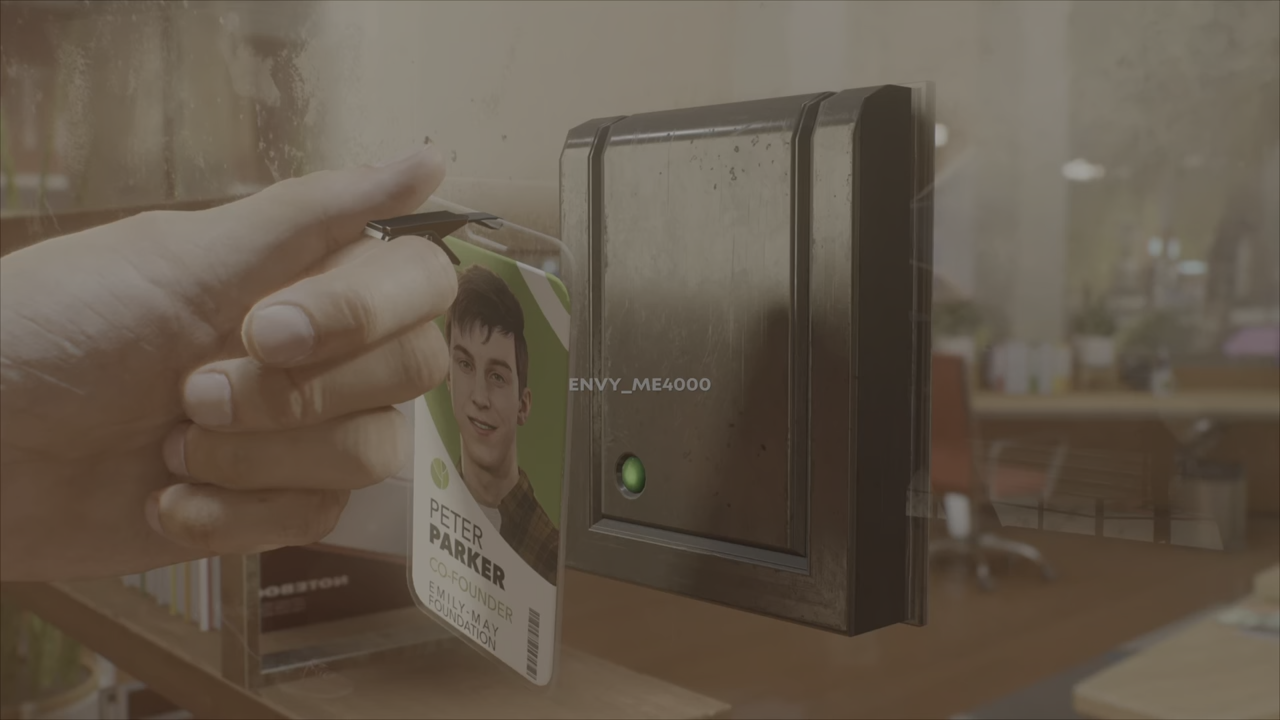 ENVY_ME4000
PETER
PARKER
CO-FOUNDER
EMILY-MAY
FOUNDATION